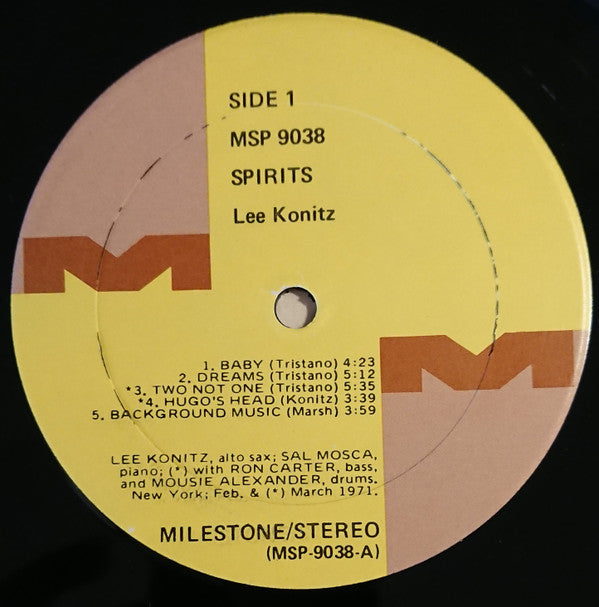 SIDE 1
MSP 9038
SPIRITS
Lee Konitz
1. BABY (Tristano) 4:23
2. DREAMS (Tristano) 5:12
*3. TWO NOT ONE (Tristano) 5:35
*4. HUGO'S HEAD (Konitz) 3:39
5. BACKGROUND MUSIC (Marsh) 3:59
LEE KONITZ, alto sax; SAL MOSCA,
piano; (*) with RON CARTER, bass,
and MOUSIE ALEXANDER, drums.
New York; Feb. & (*) March 1971.
MILESTONE/STEREO
(MSP-9038-A)